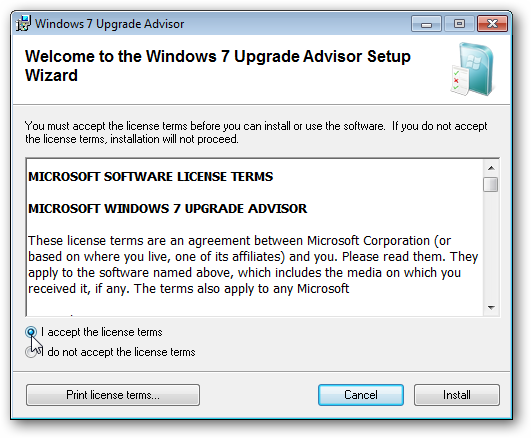 Windows 7 Upgrade Advisor
Welcome to the Windows 7 Upgrade Advisor Setup
Wizard
You must accept the license terms before you can install or use the software.  If you do not accept
the license terms, installation will not proceed.
MICROSOFT SOFTWARE LICENSE TERMS
MICROSOFT WINDOWS 7 UPGRADE ADVISOR
These license terms are an agreement between Microsoft Corporation (or
based on where you live, one of its affiliates) and you. Please read them. They
apply to the software named above, which includes the media on which you
received it, if any. The terms also apply to any Microsoft
I accept the license terms
I do not accept the license terms
Print license terms...
Cancel
Install